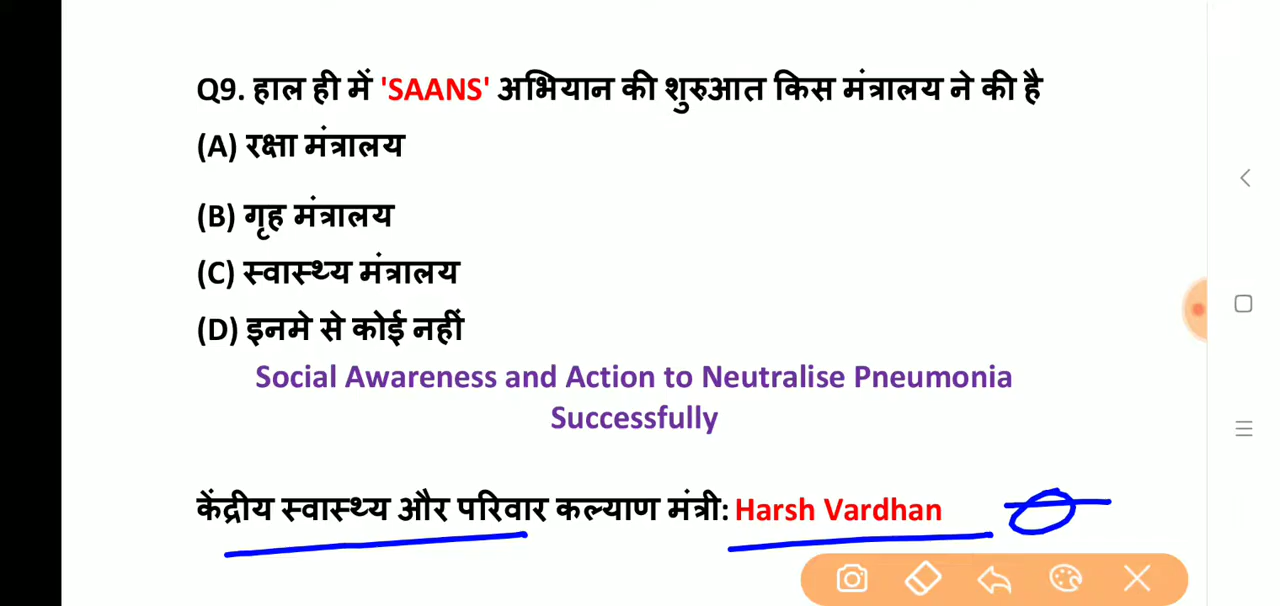 Q9. हाल ही में 'SAANS' अभियान की शुरुआत किस मंत्रालय ने की है
(A) रक्षा मंत्रालय
(B) गृह मंत्रालय
(C) स्वास्थ्य मंत्रालय
(D) इनमे से कोई नहीं
Social Awareness and Action to Neutralise Pneumonia
Successfully
केंद्रीय स्वास्थ्य और परिवार कल्याण मंत्री: Harsh Vardhan